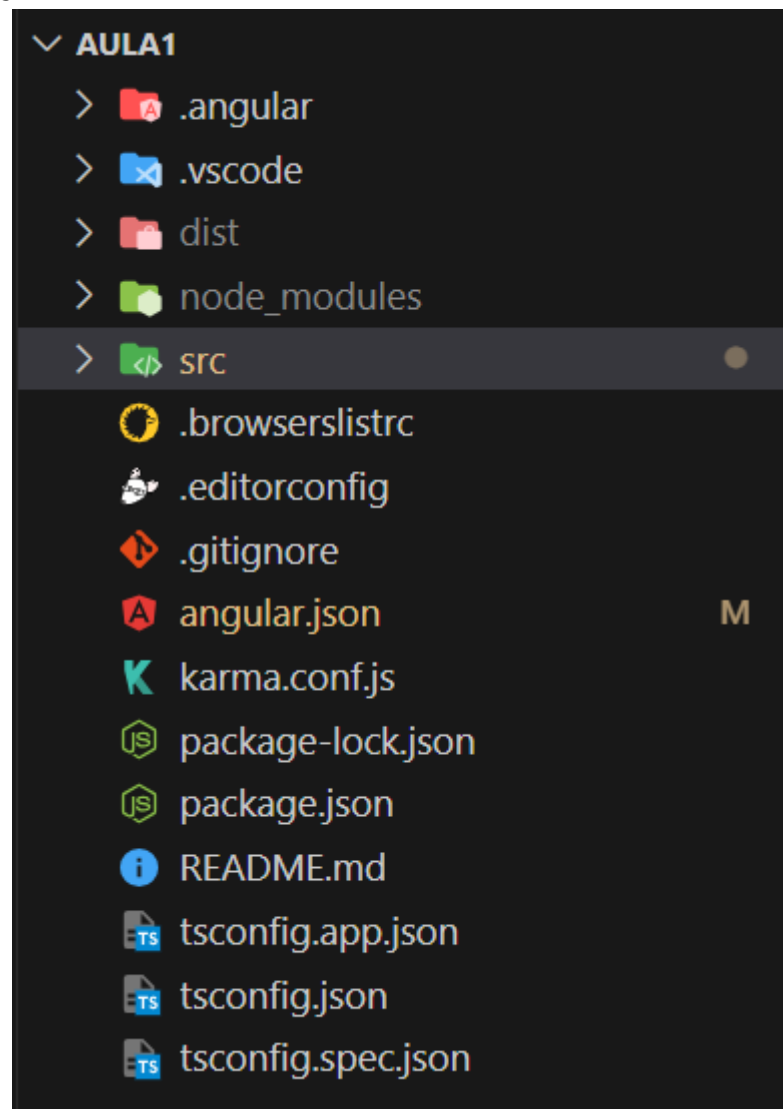 AULA1
.angular
.vscode
dist
node_modules
src
.browserslistrc
.editorconfig
.gitignore
angular.json M
karma.conf.js
package-lock.json
package.json
README.md
tsconfig.app.json
tsconfig.json
tsconfig.spec.json